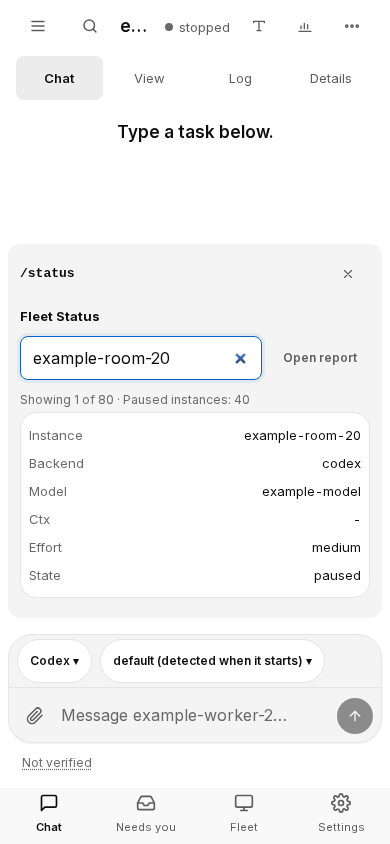 e...
stopped
Chat
View
Log
Details
Type a task below.
/status
Fleet Status
example-room-20
Open report
Showing 1 of 80 · Paused instances: 40
Instance example-room-20
Backend codex
Model example-model
Ctx -
Effort medium
State paused
Codex ▾
default (detected when it starts) ▾
Message example-worker-2...
Not verified
Chat
Needs you
Fleet
Settings